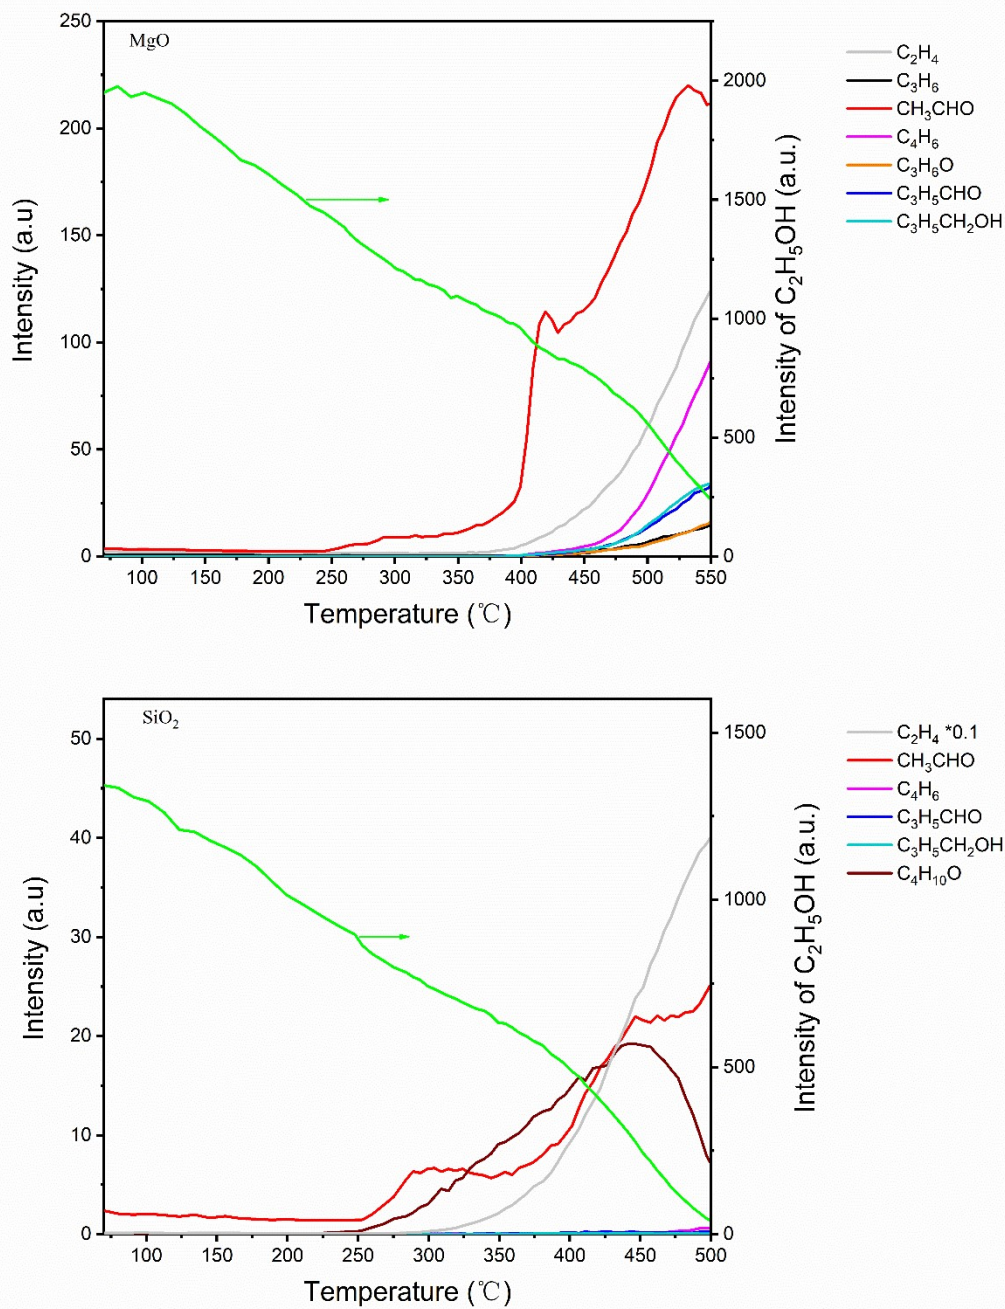 MgO
250
200
150
100
50
0
Intensity (a.u)
2000
1500
1000
500
0
Intensity of C₂H₅OH (a.u.)
100 150 200 250 300 350 400 450 500 550
Temperature (℃)
C₂H₄
C₃H₆
CH₃CHO
C₄H₆
C₃H₆O
C₃H₅CHO
C₃H₅CH₂OH
SiO₂
50
40
30
20
10
0
Intensity (a.u)
1500
1000
500
0
Intensity of C₂H₅OH (a.u.)
100 150 200 250 300 350 400 450 500
Temperature (℃)
C₂H₄ *0.1
CH₃CHO
C₄H₆
C₃H₅CHO
C₃H₅CH₂OH
C₄H₁₀O